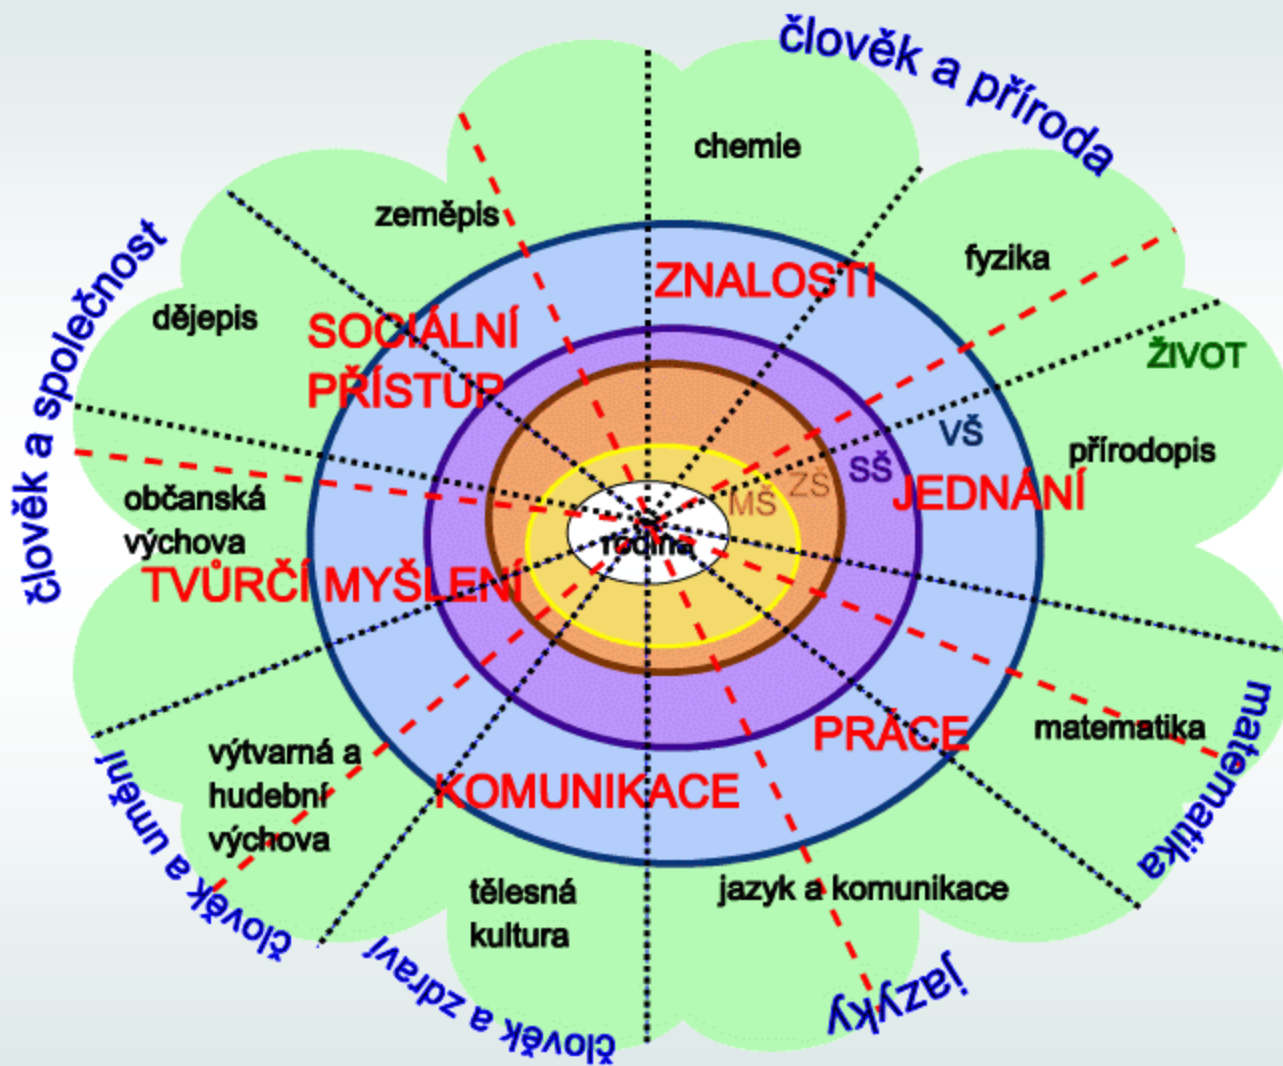 člověk a příroda
chemie
zeměpis
fyzika
člověk a společnost
ZNALOSTI
dějepis
SOCIÁLNÍ
PŘÍSTUP
ŽIVOT
VŠ
přírodopis
SŠ
ZŠ
MŠ
JEDNÁNÍ
občanská
výchova
rodina
TVŮRČÍ MYŠLENÍ
matematika
PRÁCE
matematika
výtvarná a
hudební
výchova
KOMUNIKACE
člověk a umění
tělesná
kultura
jazyk a komunikace
člověk a zdraví
jazyky